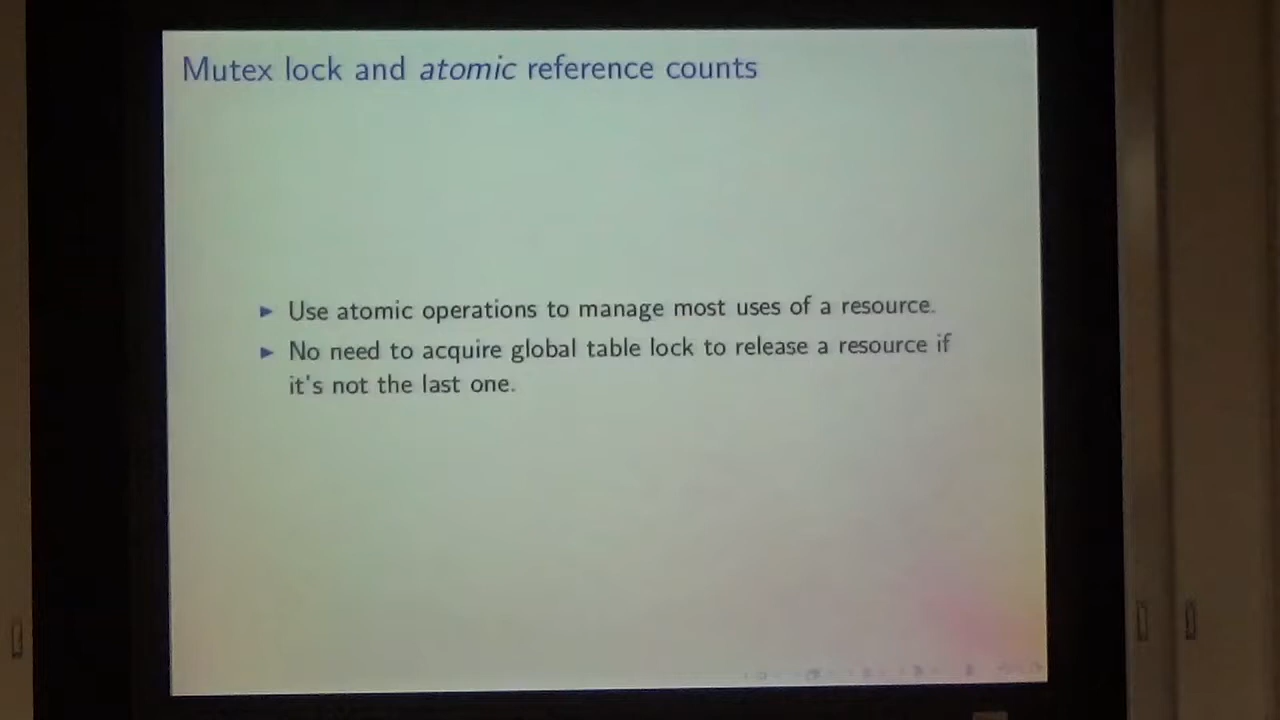 Mutex lock and atomic reference counts
▶ Use atomic operations to manage most uses of a resource.
▶ No need to acquire global table lock to release a resource if
it's not the last one.